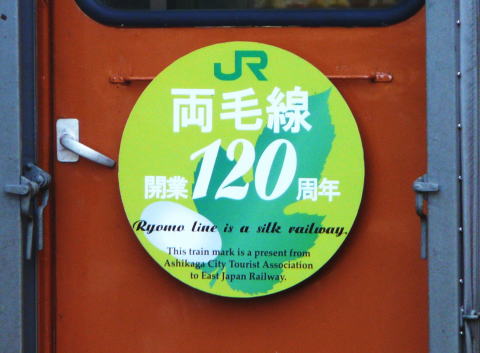 JR
両毛線
開業120周年
Ryomo line is a silk railway.
This train mark is a present from
Ashikaga City Tourist Association
to East Japan Railway.